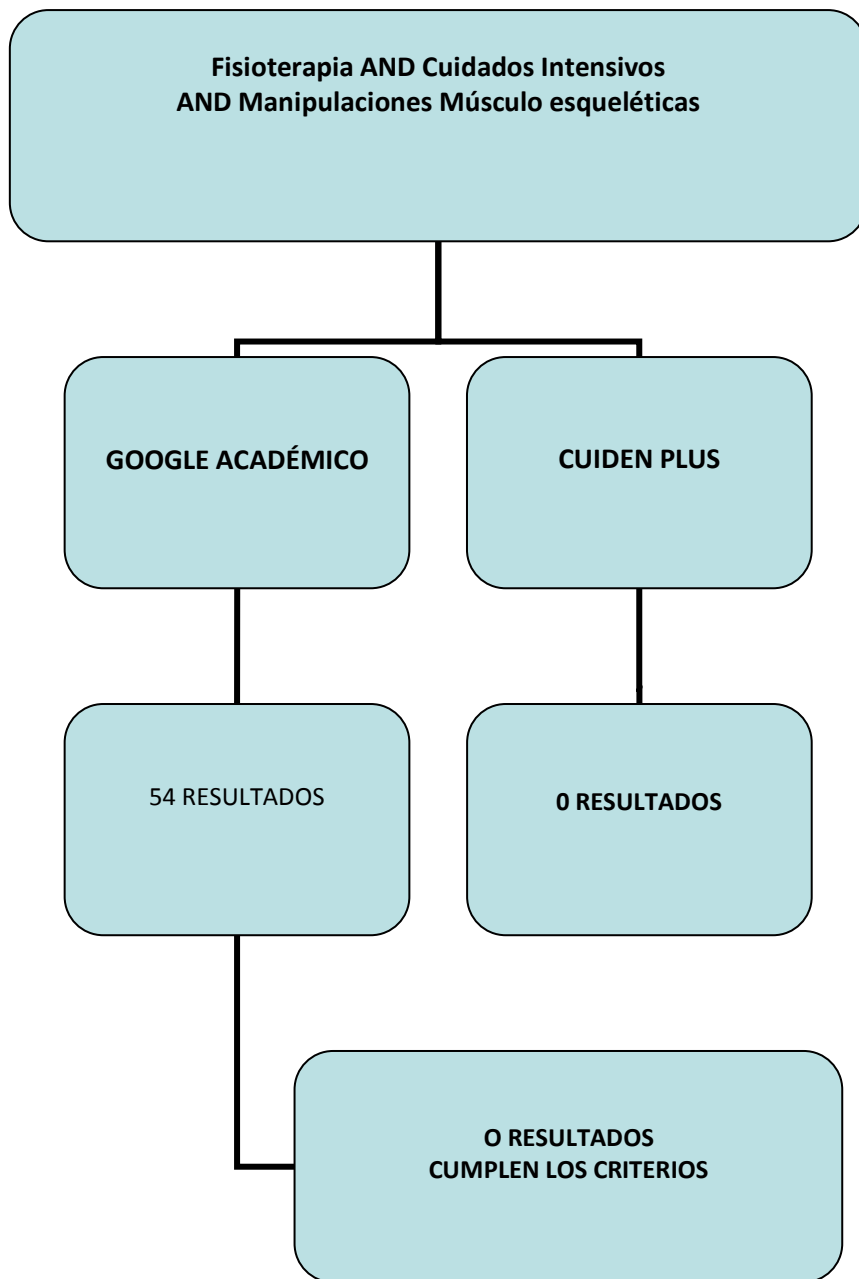 Fisioterapia AND Cuidados Intensivos
AND Manipulaciones Músculo esqueléticas
GOOGLE ACADÉMICO
CUIDEN PLUS
54 RESULTADOS
0 RESULTADOS
O RESULTADOS
CUMPLEN LOS CRITERIOS